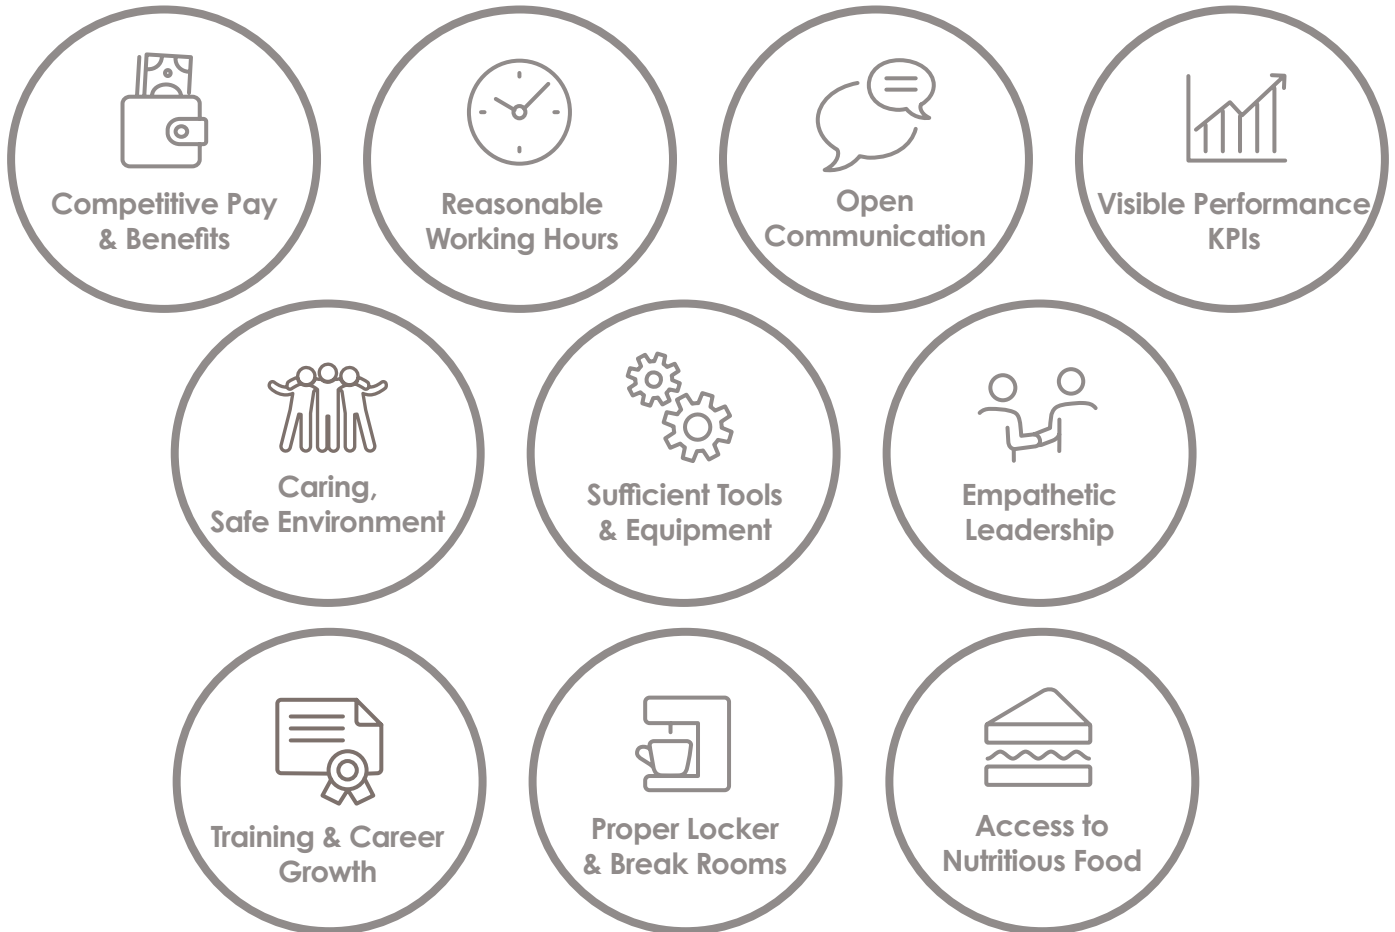 Competitive Pay
& Benefits
Reasonable
Working Hours
Open
Communication
Visible Performance
KPIs
Caring,
Safe Environment
Sufficient Tools
& Equipment
Empathetic
Leadership
Training & Career
Growth
Proper Locker
& Break Rooms
Access to
Nutritious Food